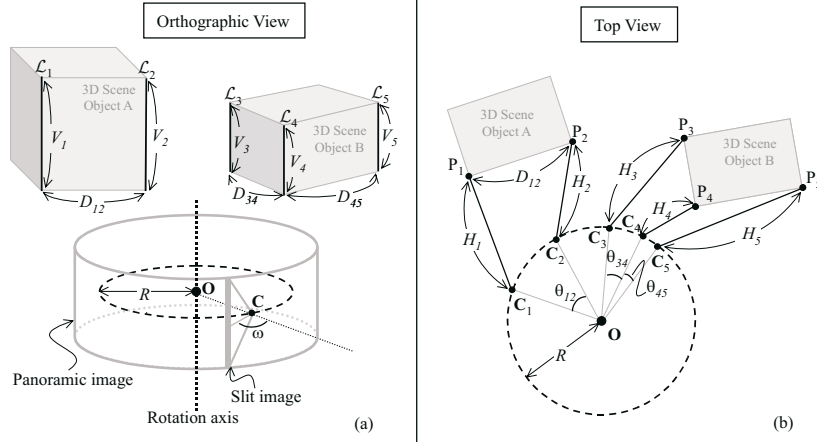 Orthographic View
ℒ1
ℒ2
3D Scene
Object A
V1
V2
D12
ℒ3
ℒ4
ℒ5
3D Scene
Object B
V3
V4
V5
D34
D45
R
O
C
ω
Panoramic image
Slit image
Rotation axis
(a)
Top View
3D Scene
Object A
P1
P2
D12
P3
3D Scene
Object B
P4
H1
H2
H3
H4
H5
C1
C2
C3
C4
C5
θ12
θ34
θ45
O
R
(b)